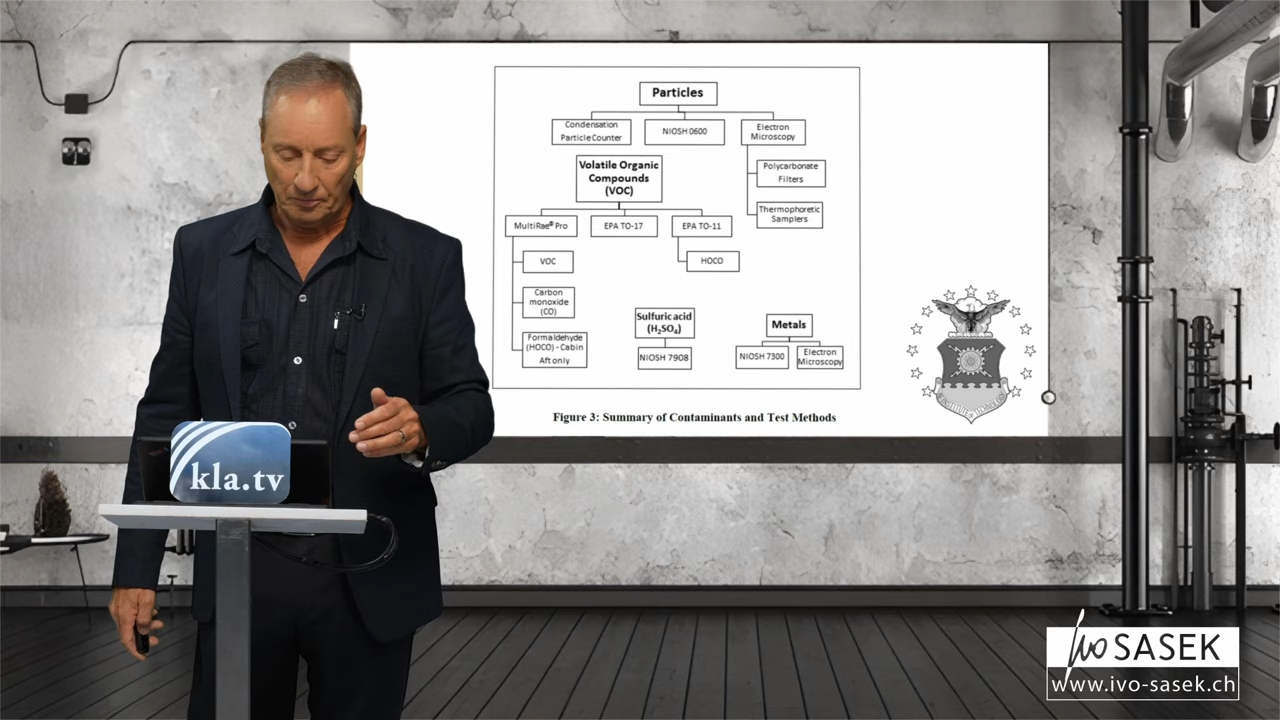 Particles
Condensation
Particle Counter
NIOSH 0600
Electron
Microscopy
Polycarbonate
Filters
Thermophoretic
Samplers
Volatile Organic
Compounds
(VOC)
MultiRae® Pro
EPA TO-17
EPA TO-11
VOC
HOCO
Carbon
monoxide
(CO)
Formaldehyde
(HOCO) - Cabin
Aft only
Sulfuric acid
(H₂SO₄)
NIOSH 7908
Metals
NIOSH 7300
Electron
Microscopy
Figure 3: Summary of Contaminants and Test Methods
kla.tv
Ivo SASEK
www.ivo-sasek.ch